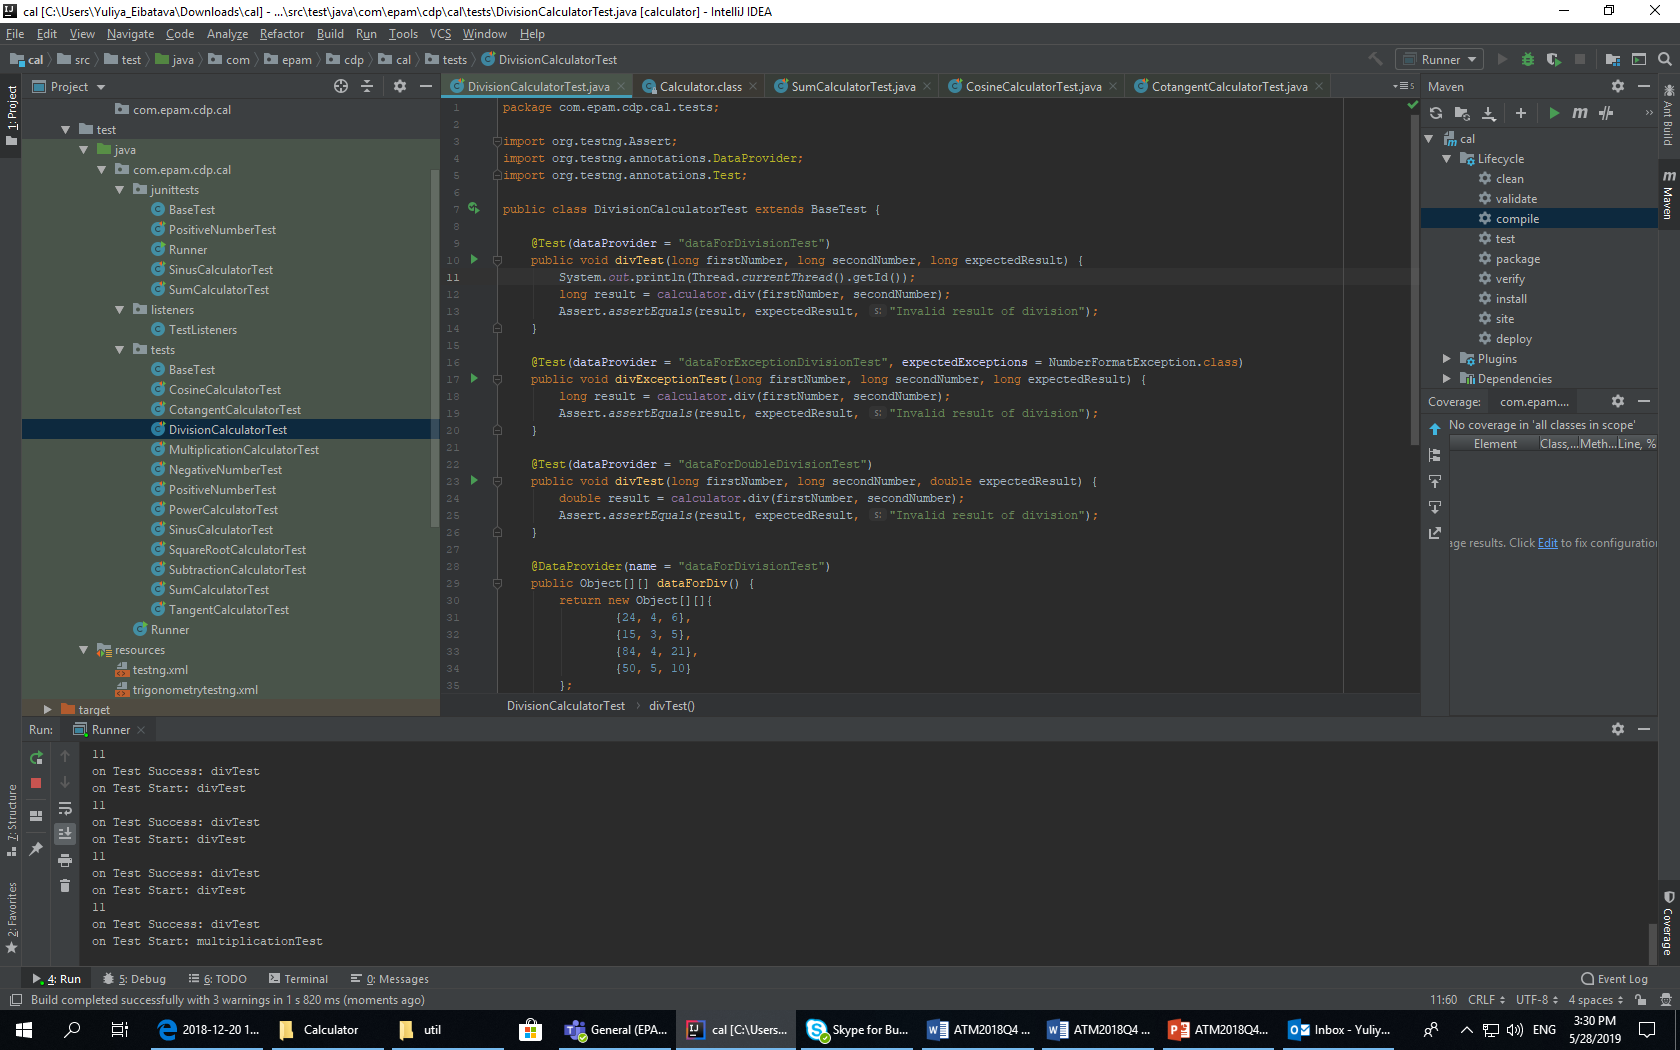 cal [C:\Users\Yuliya_Eibatava\Downloads\cal] - ...\src\test\java\com\epam\cdp\cal\tests\DivisionCalculatorTest.java [calculator] - IntelliJ IDEA
File Edit View Navigate Code Analyze Refactor Build Run Tools VCS Window Help
cal src test java com epam cdp cal tests DivisionCalculatorTest
Runner
1: Project
Project
com.epam.cdp.cal
test
java
com.epam.cdp.cal
junittests
BaseTest
PositiveNumberTest
Runner
SinusCalculatorTest
SumCalculatorTest
listeners
TestListeners
tests
BaseTest
CosineCalculatorTest
CotangentCalculatorTest
DivisionCalculatorTest
MultiplicationCalculatorTest
NegativeNumberTest
PositiveNumberTest
PowerCalculatorTest
SinusCalculatorTest
SquareRootCalculatorTest
SubtractionCalculatorTest
SumCalculatorTest
TangentCalculatorTest
Runner
resources
testng.xml
trigonometrytestng.xml
target
DivisionCalculatorTest.java Calculator.class SumCalculatorTest.java CosineCalculatorTest.java CotangentCalculatorTest.java
5
1 package com.epam.cdp.cal.tests;
2
3 import org.testng.Assert;
4 import org.testng.annotations.DataProvider;
5 import org.testng.annotations.Test;
6
7 public class DivisionCalculatorTest extends BaseTest {
8
9 @Test(dataProvider = "dataForDivisionTest")
10 public void divTest(long firstNumber, long secondNumber, long expectedResult) {
11 System.out.println(Thread.currentThread().getId());
12 long result = calculator.div(firstNumber, secondNumber);
13 Assert.assertEquals(result, expectedResult, s: "Invalid result of division");
14 }
15
16 @Test(dataProvider = "dataForExceptionDivisionTest", expectedExceptions = NumberFormatException.class)
17 public void divExceptionTest(long firstNumber, long secondNumber, long expectedResult) {
18 long result = calculator.div(firstNumber, secondNumber);
19 Assert.assertEquals(result, expectedResult, s: "Invalid result of division");
20 }
21
22 @Test(dataProvider = "dataForDoubleDivisionTest")
23 public void divTest(long firstNumber, long secondNumber, double expectedResult) {
24 double result = calculator.div(firstNumber, secondNumber);
25 Assert.assertEquals(result, expectedResult, s: "Invalid result of division");
26 }
27
28 @DataProvider(name = "dataForDivisionTest")
29 public Object[][] dataForDiv() {
30 return new Object[][]{
31 {24, 4, 6},
32 {15, 3, 5},
33 {84, 4, 21},
34 {50, 5, 10}
35 };
DivisionCalculatorTest divTest()
Maven
cal
Lifecycle
clean
validate
compile
test
package
verify
install
site
deploy
Plugins
Dependencies
Coverage: com.epam....
No coverage in 'all classes in scope'
Element Class,... Meth... Line, %
age results. Click Edit to fix configuration
Ant Build
Maven
Coverage
Run: Runner
11
on Test Success: divTest
on Test Start: divTest
11
on Test Success: divTest
on Test Start: divTest
11
on Test Success: divTest
on Test Start: divTest
11
on Test Success: divTest
on Test Start: multiplicationTest
7: Structure
2: Favorites
4: Run 5: Debug 6: TODO Terminal 0: Messages Event Log
Build completed successfully with 3 warnings in 1 s 820 ms (moments ago) 11:60 CRLF UTF-8 4 spaces
2018-12-20 1... Calculator util General (EPA... cal [C:\Users... Skype for Bu... ATM2018Q4 ... ATM2018Q4 ... ATM2018Q4... Inbox - Yuliy... ENG 3:30 PM
5/28/2019